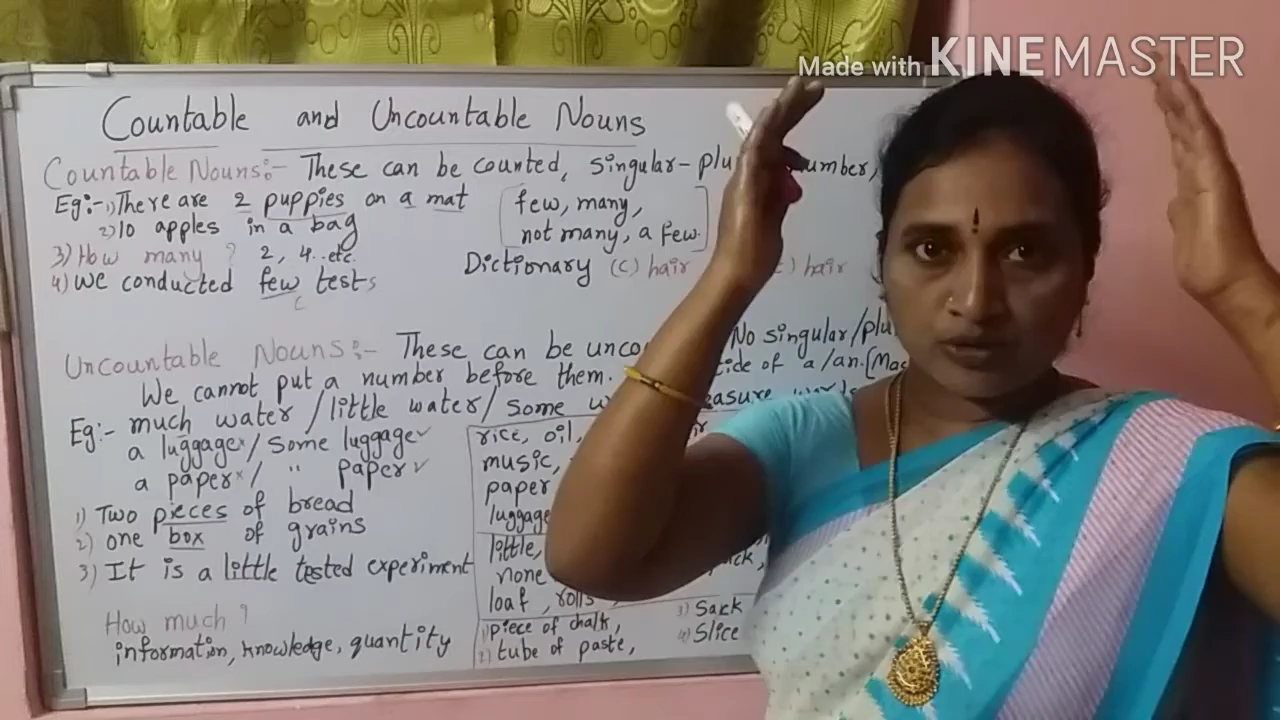 Made with KINEMASTER
Countable and Uncountable Nouns
Countable Nouns:- These can be counted, singular-plu umber,
Eg:- 1) There are 2 puppies on a mat
2) 10 apples in a bag
few, many,
not many, a few.
3) How many ? 2, 4...etc.
Dictionary (c) hair ) hair
4) We conducted few tests
c
Uncountable Nouns:- These can be unco No singular/plu
We cannot put a number before them. ide of a/an.
Eg:- much water / little water / some w easure words
a luggage x / some luggage ✓
a paper x / " paper ✓
1) Two pieces of bread
2) one box of grains
3) It is a little tested experiment
rice, oil,
music,
paper
luggage
little,
none
loaf, rolls
1) piece of chalk,
2) tube of paste,
3) Sack
4) Slice
How much ?
information, knowledge, quantity